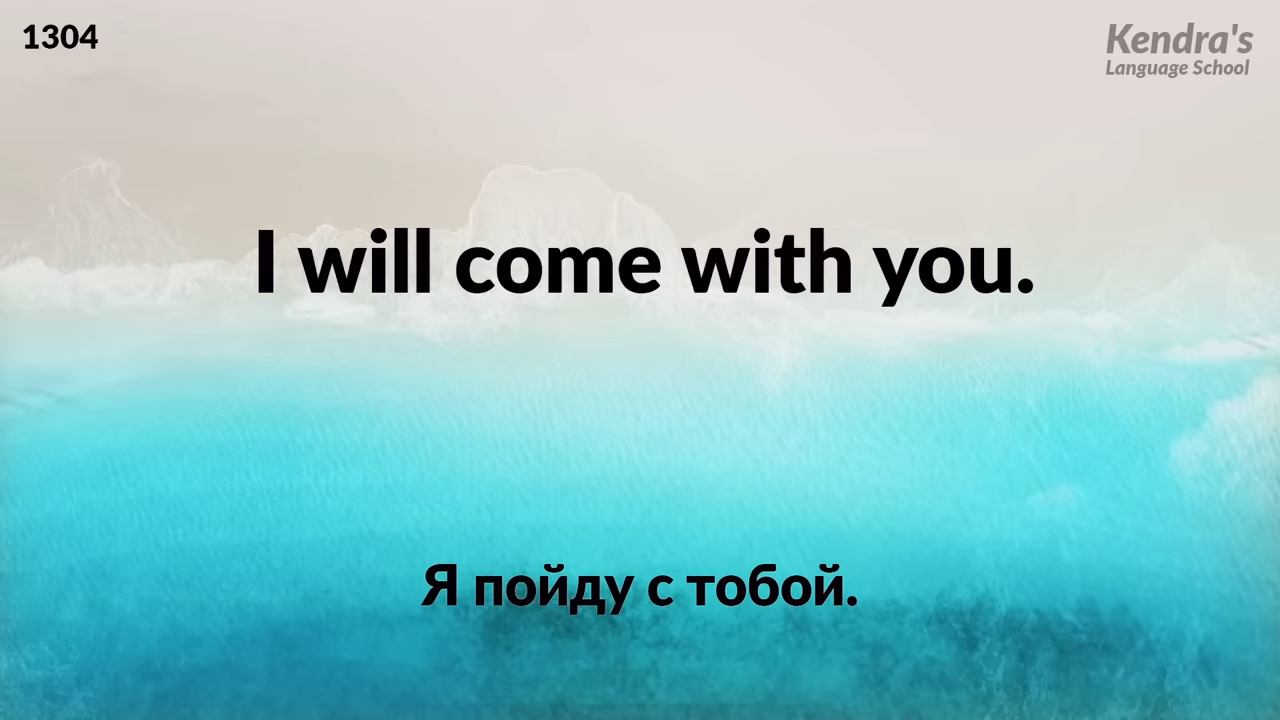 1304
Kendra's
Language School
I will come with you.
Я пойду с тобой.